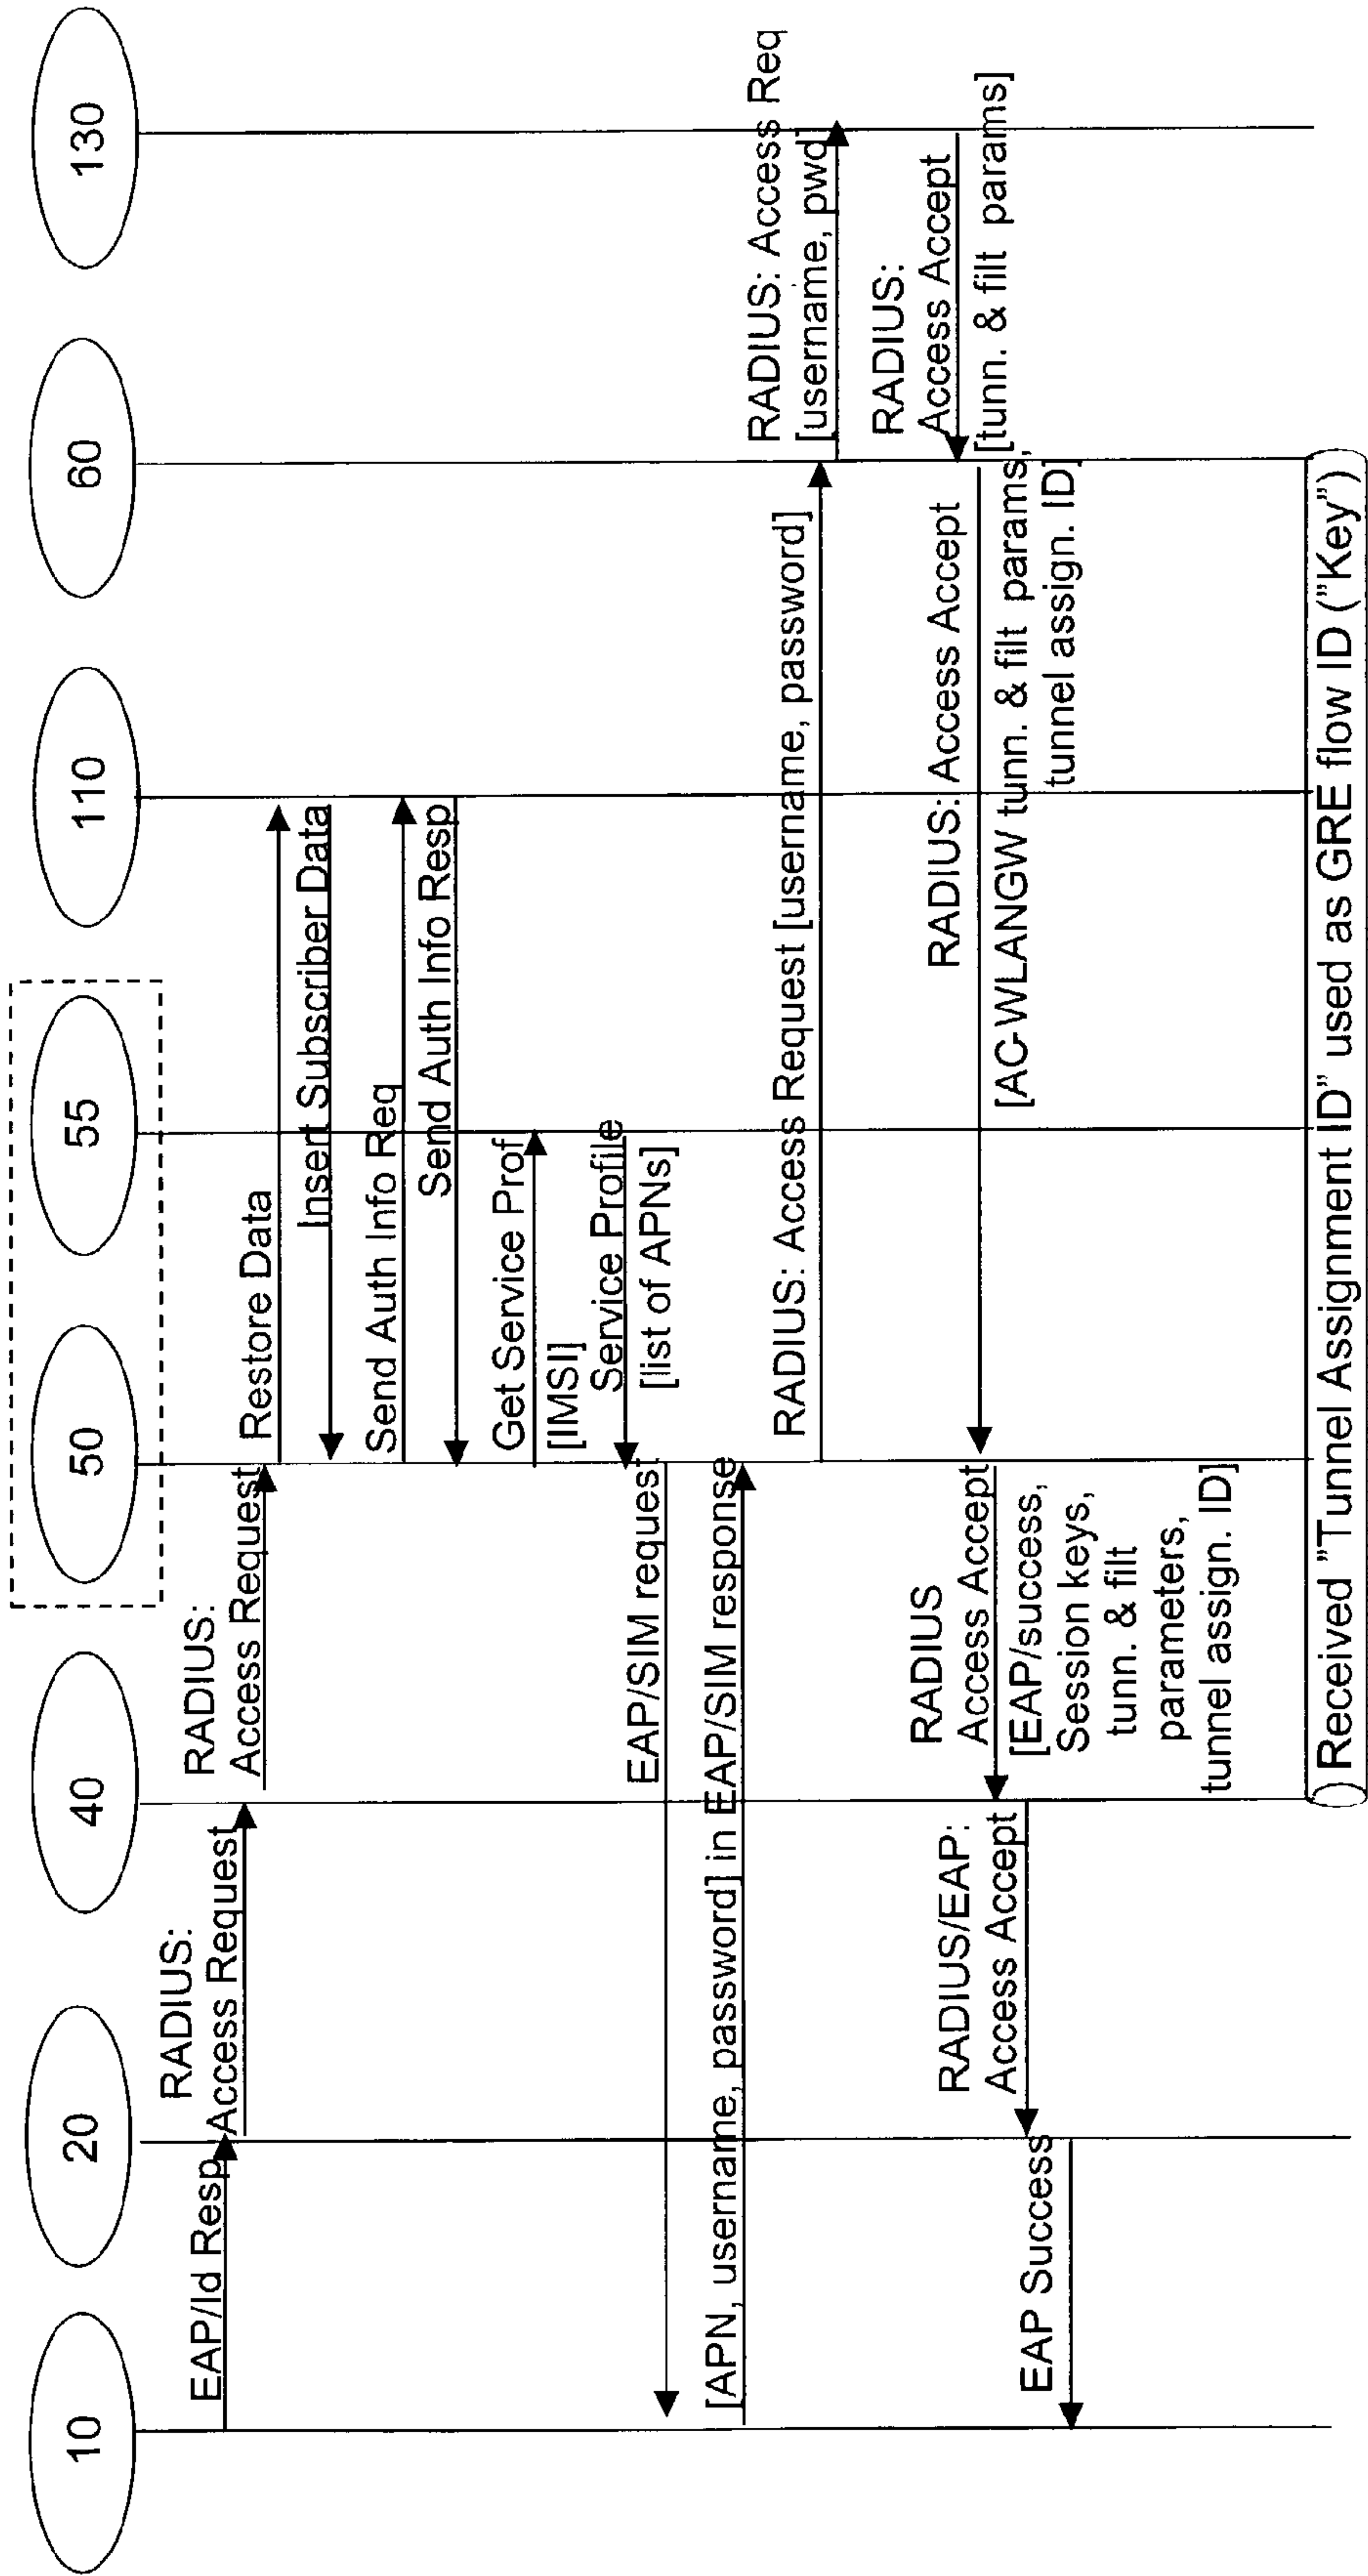 10
20
40
50
55
110
60
130
EAP/Id Resp
RADIUS:
Access Request
RADIUS:
Access Request
Restore Data
Insert Subscriber Data
Send Auth Info Req
Send Auth Info Resp
Get Service Prof
[IMSI]
Service Profile
[list of APNs]
EAP/SIM request
[APN, username, password] in EAP/SIM response
RADIUS: Access Request [username, password]
RADIUS: Access Req
[username, pwd]
RADIUS:
Access Accept
[tunn. & filt params]
RADIUS: Access Accept
[AC-WLANGW tunn. & filt params,
tunnel assign. ID]
RADIUS
Access Accept
[EAP/success,
Session keys,
tunn. & filt
parameters,
tunnel assign. ID]
RADIUS/EAP:
Access Accept
EAP Success
Received "Tunnel Assignment ID" used as GRE flow ID ("Key")